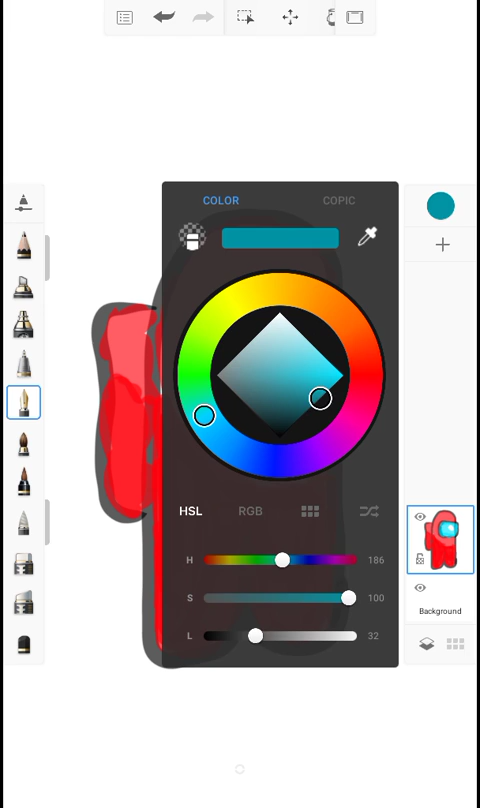 COLOR COPIC
HSL RGB
H 186
S 100
L 32
Background